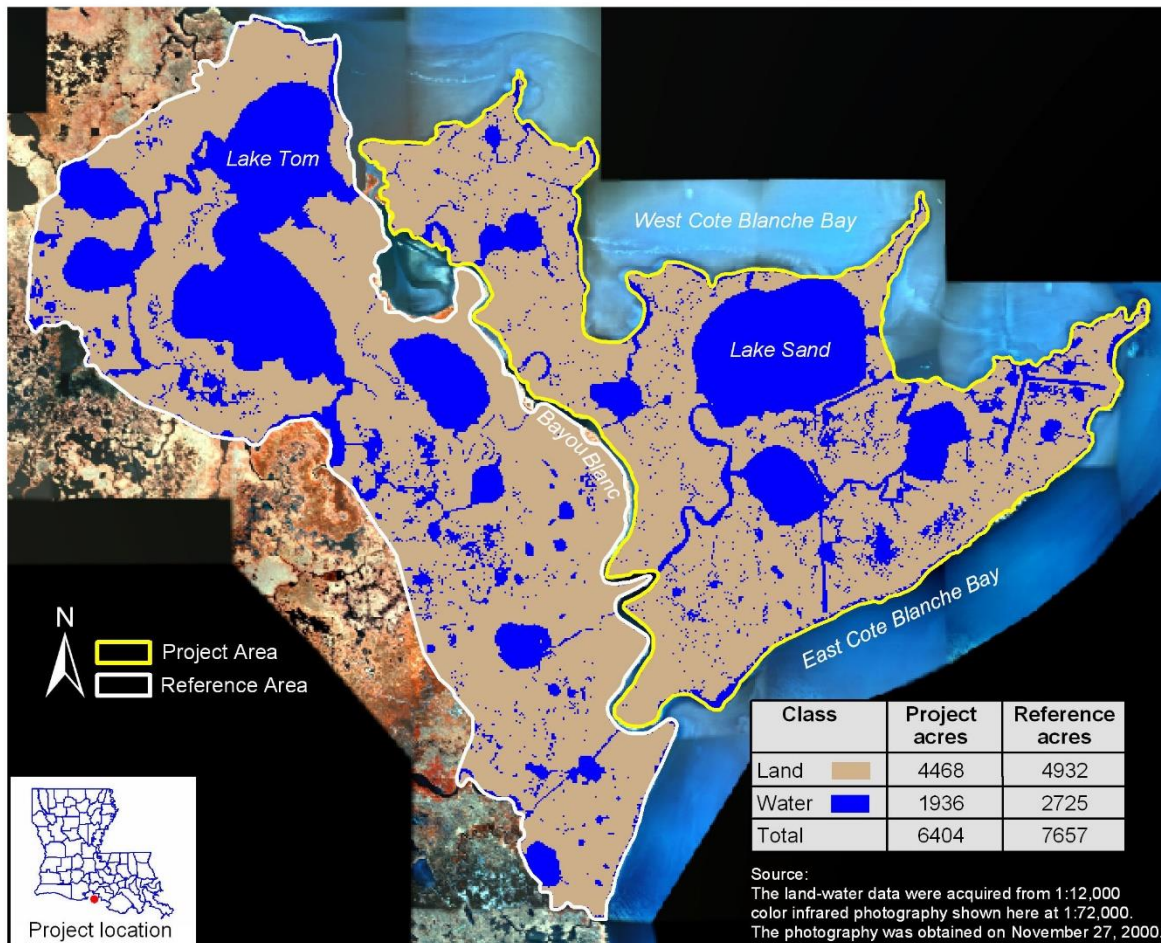 Lake Tom
West Cote Blanche Bay
Lake Sand
Bayou Blanc
East Cote Blanche Bay
N
Project Area
Reference Area
Class Project acres Reference acres
Land 4468 4932
Water 1936 2725
Total 6404 7657
Project location
Source:
The land-water data were acquired from 1:12,000
color infrared photography shown here at 1:72,000.
The photography was obtained on November 27, 2000.